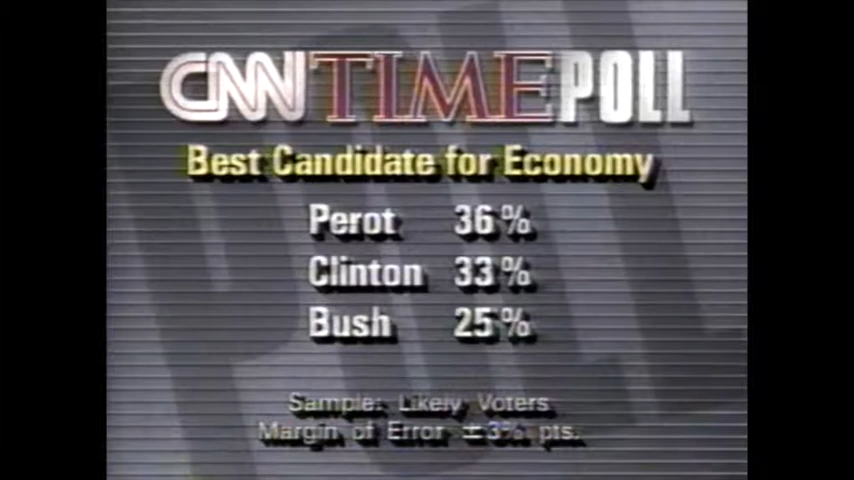 CNN TIME POLL
Best Candidate for Economy
Perot 36%
Clinton 33%
Bush 25%
Sample: Likely Voters
Margin of Error ±3% pts.